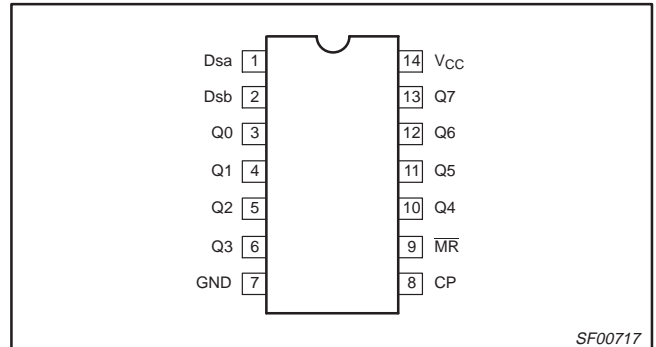 Dsa 1 14 VCC
Dsb 2 13 Q7
Q0 3 12 Q6
Q1 4 11 Q5
Q2 5 10 Q4
Q3 6 9 M̅R̅
GND 7 8 CP
SF00717